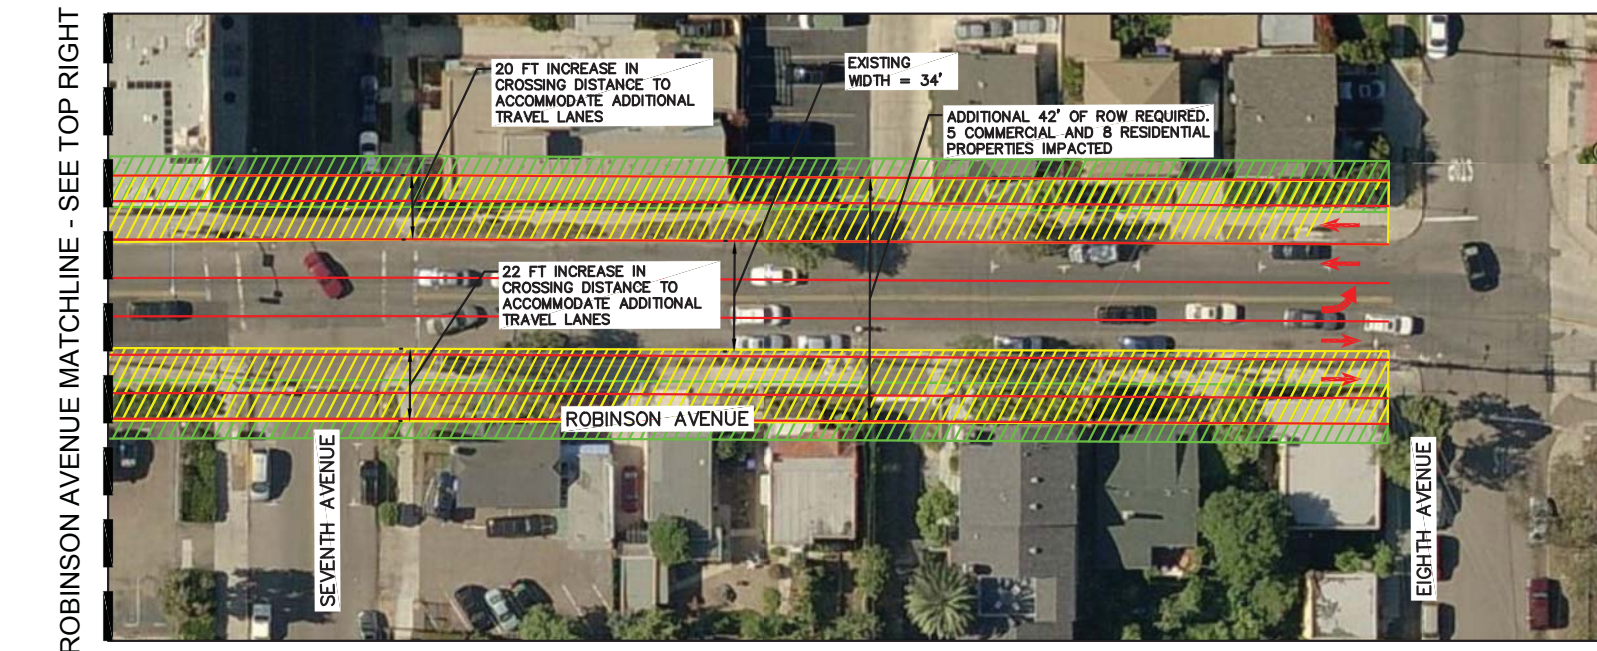 ROBINSON AVENUE MATCHLINE - SEE TOP RIGHT
20 FT INCREASE IN
CROSSING DISTANCE TO
ACCOMMODATE ADDITIONAL
TRAVEL LANES
EXISTING
WIDTH = 34'
ADDITIONAL 42' OF ROW REQUIRED.
5 COMMERCIAL AND 8 RESIDENTIAL
PROPERTIES IMPACTED
STOP
22 FT INCREASE IN
CROSSING DISTANCE TO
ACCOMMODATE ADDITIONAL
TRAVEL LANES
ROBINSON AVENUE
SEVENTH AVENUE
EIGHTH AVENUE